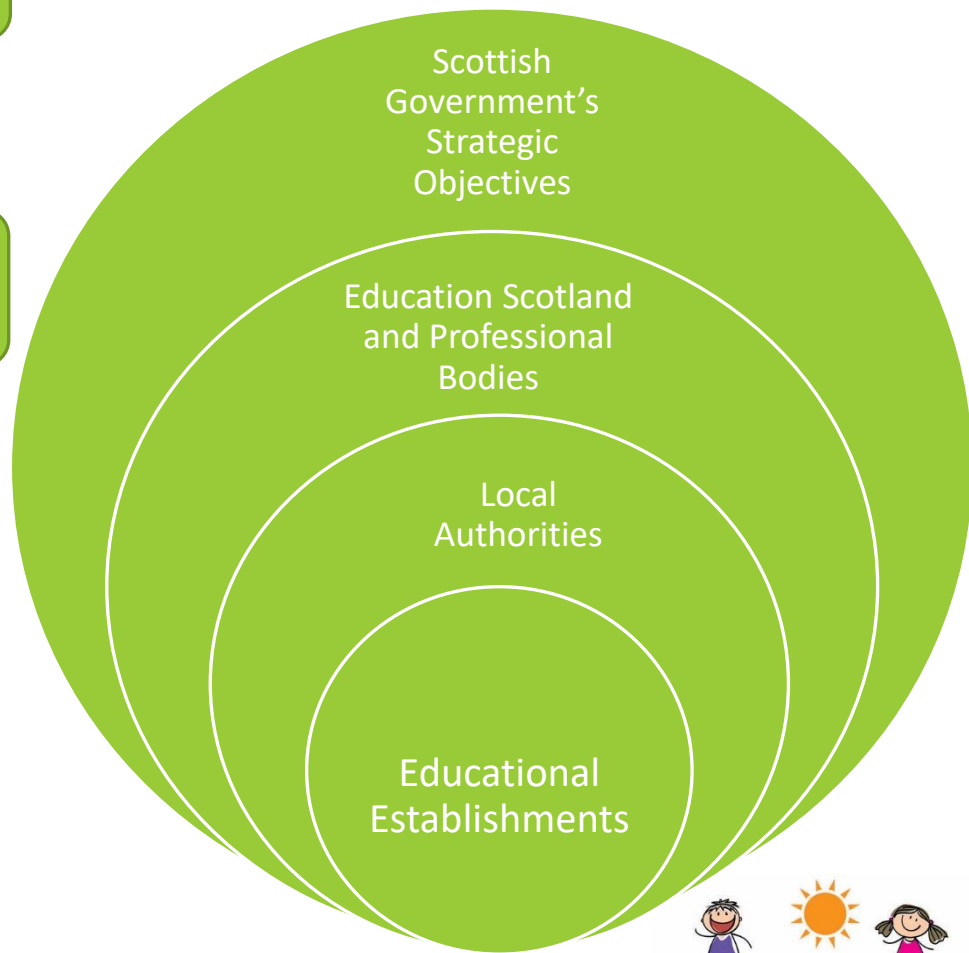 Scottish
Government’s
Strategic
Objectives
Education Scotland
and Professional
Bodies
Local
Authorities
Educational
Establishments